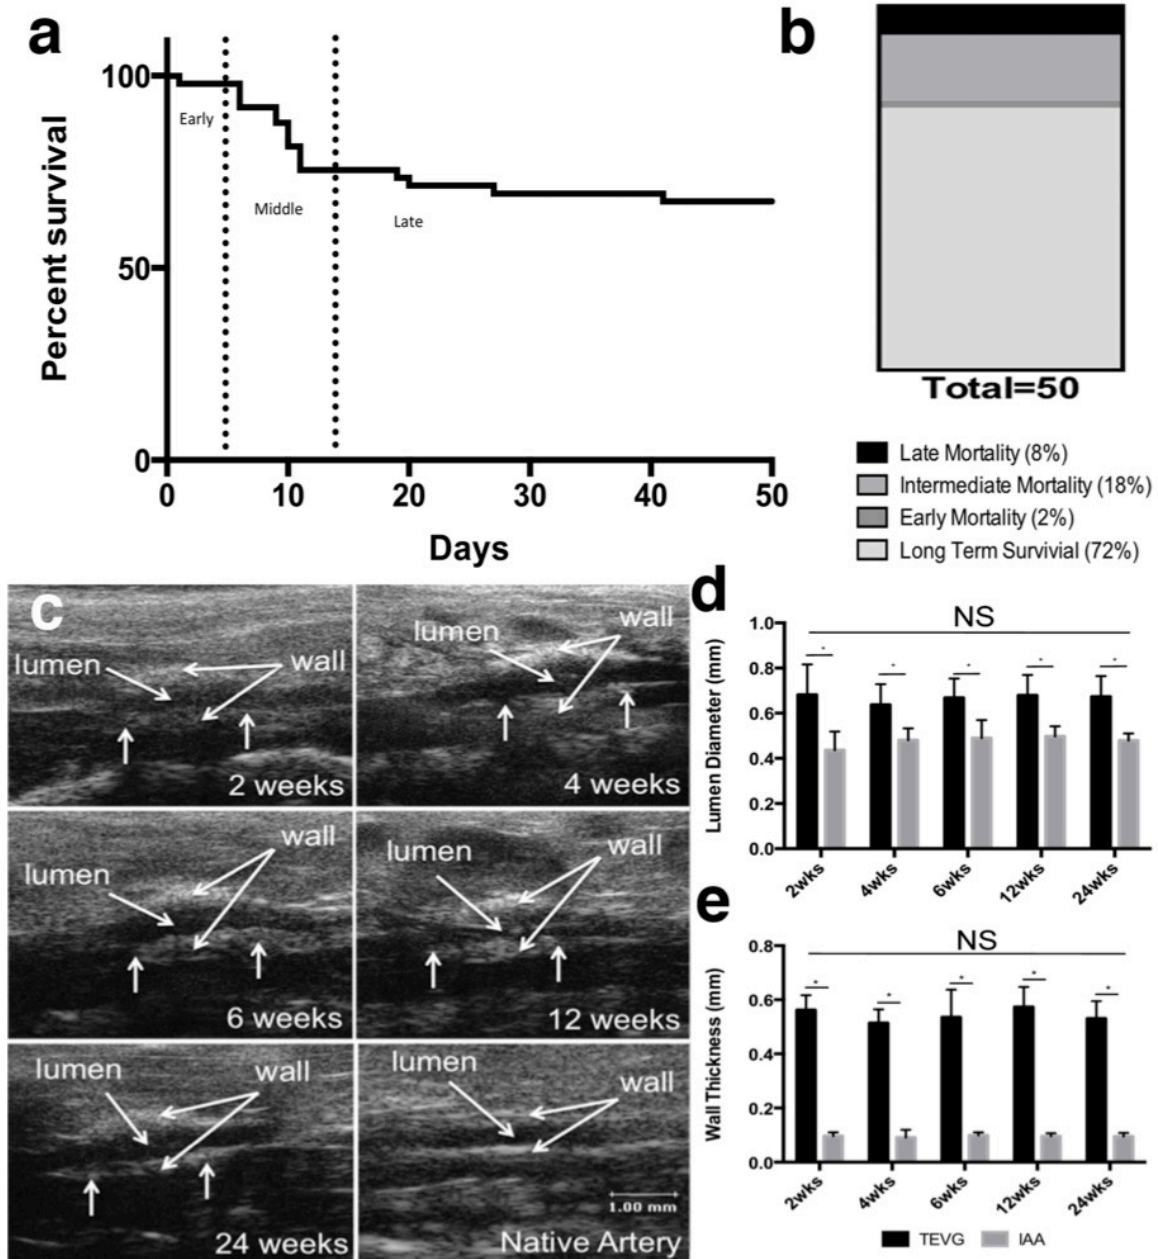 a
Percent survival
100
50
0
Early
Middle
Late
0 10 20 30 40 50
Days
b
Total=50
Late Mortality (8%)
Intermediate Mortality (18%)
Early Mortality (2%)
Long Term Survivial (72%)
c
lumen
wall
2 weeks
lumen
wall
4 weeks
lumen
wall
6 weeks
lumen
wall
12 weeks
lumen
wall
24 weeks
lumen
wall
1.00 mm
Native Artery
d
NS
Lumen Diameter (mm)
1.0
0.8
0.6
0.4
0.2
0.0
* * * * *
2wks 4wks 6wks 12wks 24wks
e
NS
Wall Thickness (mm)
0.8
0.6
0.4
0.2
0.0
* * * * *
2wks 4wks 6wks 12wks 24wks
TEVG IAA